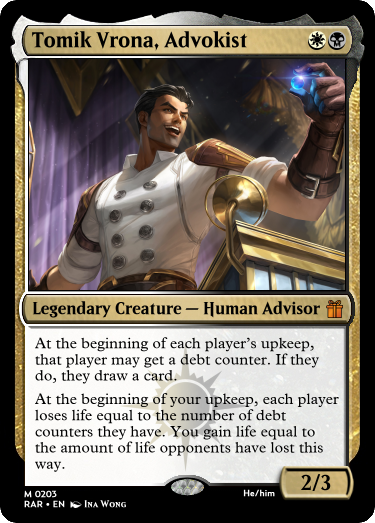 Tomik Vrona, Advokist
Legendary Creature — Human Advisor
At the beginning of each player's upkeep,
that player may get a debt counter. If they
do, they draw a card.
At the beginning of your upkeep, each player
loses life equal to the number of debt
counters they have. You gain life equal to
the amount of life opponents have lost this
way.
2/3
M 0203
He/him
RAR • EN Ina Wong